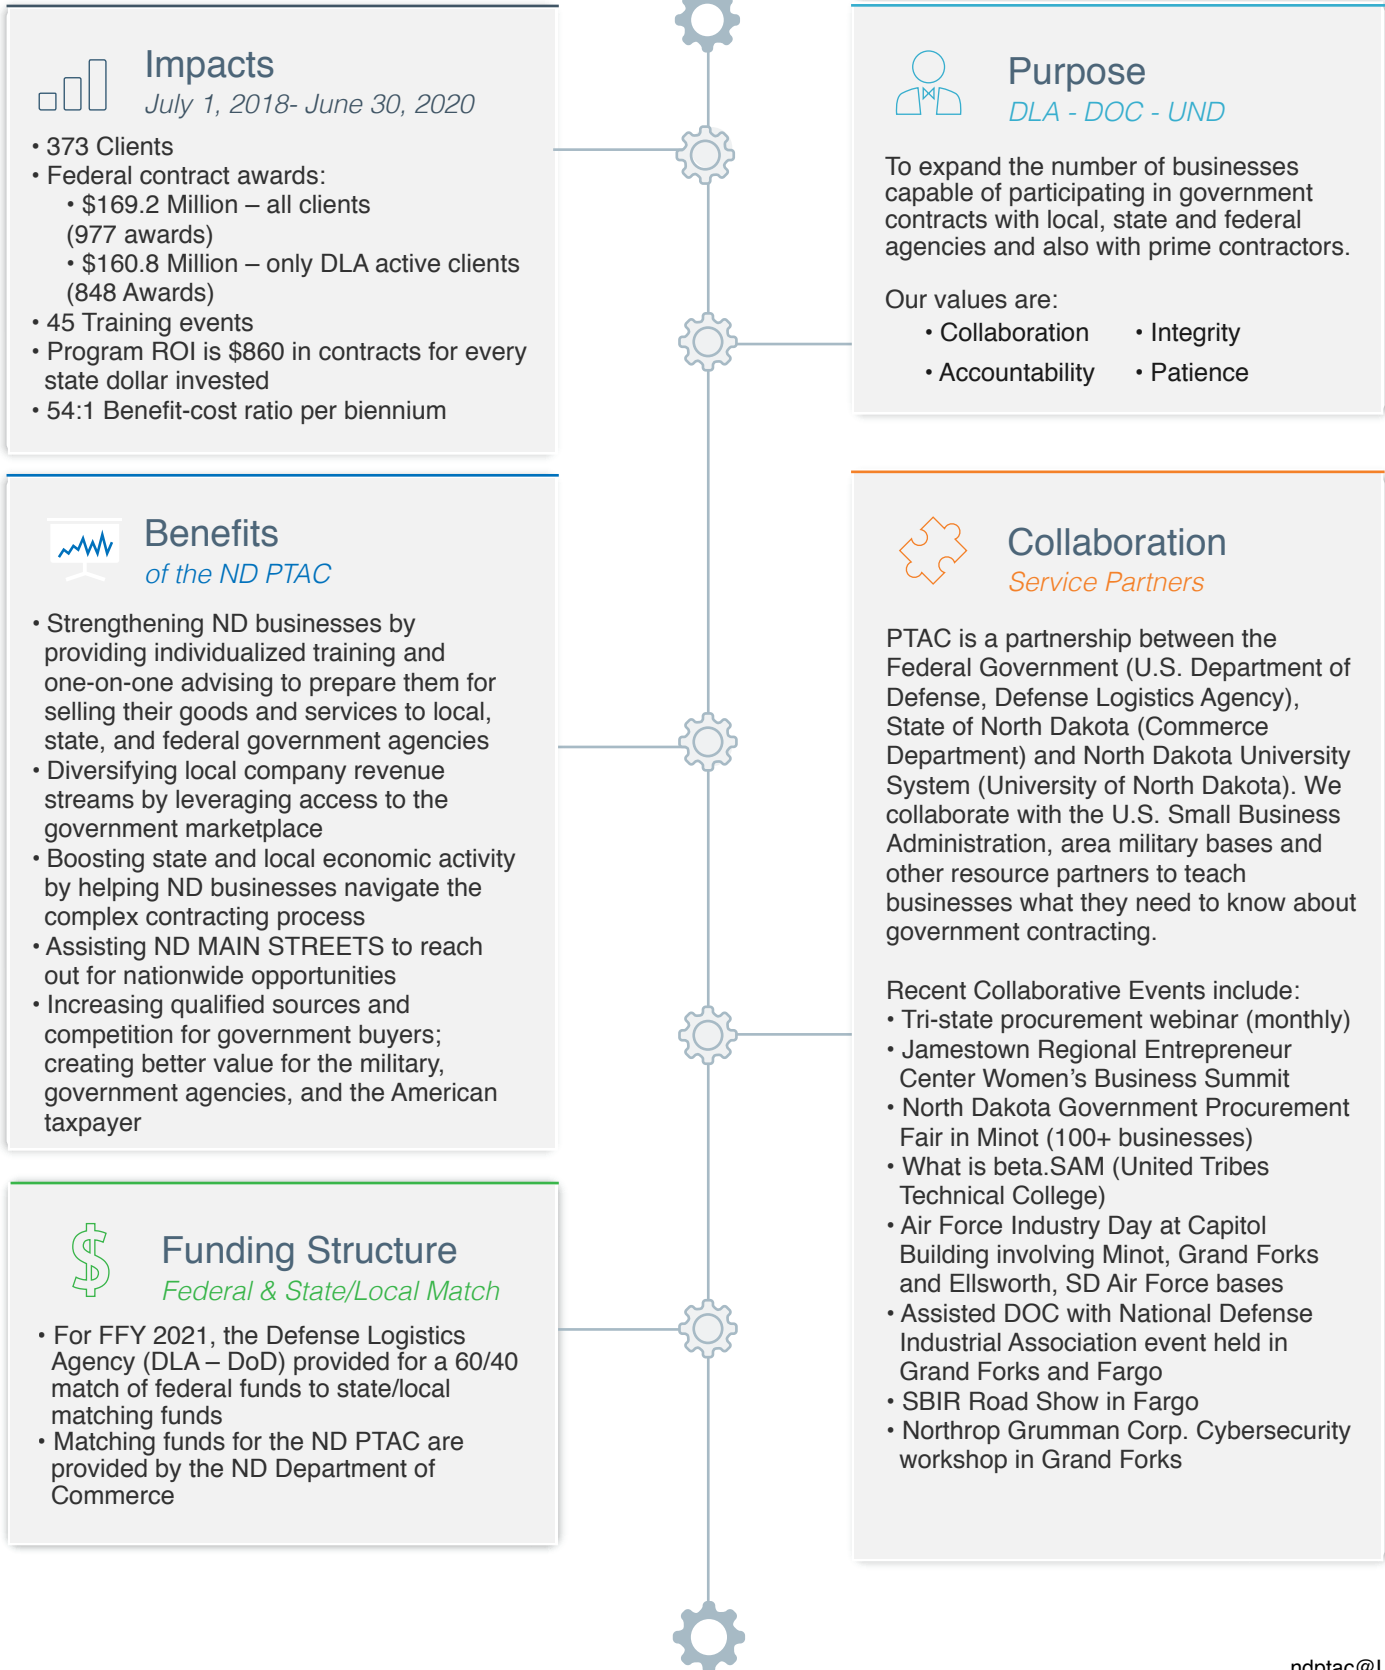 Impacts
July 1, 2018- June 30, 2020
• 373 Clients
• Federal contract awards:
• $169.2 Million – all clients
(977 awards)
• $160.8 Million – only DLA active clients
(848 Awards)
• 45 Training events
• Program ROI is $860 in contracts for every
state dollar invested
• 54:1 Benefit-cost ratio per biennium
Benefits
of the ND PTAC
• Strengthening ND businesses by
providing individualized training and
one-on-one advising to prepare them for
selling their goods and services to local,
state, and federal government agencies
• Diversifying local company revenue
streams by leveraging access to the
government marketplace
• Boosting state and local economic activity
by helping ND businesses navigate the
complex contracting process
• Assisting ND MAIN STREETS to reach
out for nationwide opportunities
• Increasing qualified sources and
competition for government buyers;
creating better value for the military,
government agencies, and the American
taxpayer
Funding Structure
Federal & State/Local Match
• For FFY 2021, the Defense Logistics
Agency (DLA – DoD) provided for a 60/40
match of federal funds to state/local
matching funds
• Matching funds for the ND PTAC are
provided by the ND Department of
Commerce
Purpose
DLA - DOC - UND
To expand the number of businesses
capable of participating in government
contracts with local, state and federal
agencies and also with prime contractors.
Our values are:
• Collaboration • Integrity
• Accountability • Patience
Collaboration
Service Partners
PTAC is a partnership between the
Federal Government (U.S. Department of
Defense, Defense Logistics Agency),
State of North Dakota (Commerce
Department) and North Dakota University
System (University of North Dakota). We
collaborate with the U.S. Small Business
Administration, area military bases and
other resource partners to teach
businesses what they need to know about
government contracting.
Recent Collaborative Events include:
• Tri-state procurement webinar (monthly)
• Jamestown Regional Entrepreneur
Center Women's Business Summit
• North Dakota Government Procurement
Fair in Minot (100+ businesses)
• What is beta.SAM (United Tribes
Technical College)
• Air Force Industry Day at Capitol
Building involving Minot, Grand Forks
and Ellsworth, SD Air Force bases
• Assisted DOC with National Defense
Industrial Association event held in
Grand Forks and Fargo
• SBIR Road Show in Fargo
• Northrop Grumman Corp. Cybersecurity
workshop in Grand Forks